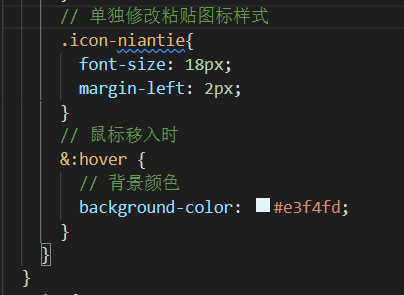 // 单独修改粘贴图标样式
.icon-niantie{
font-size: 18px;
margin-left: 2px;
}
// 鼠标移入时
&:hover {
// 背景颜色
background-color: #e3f4fd;
}
}
}